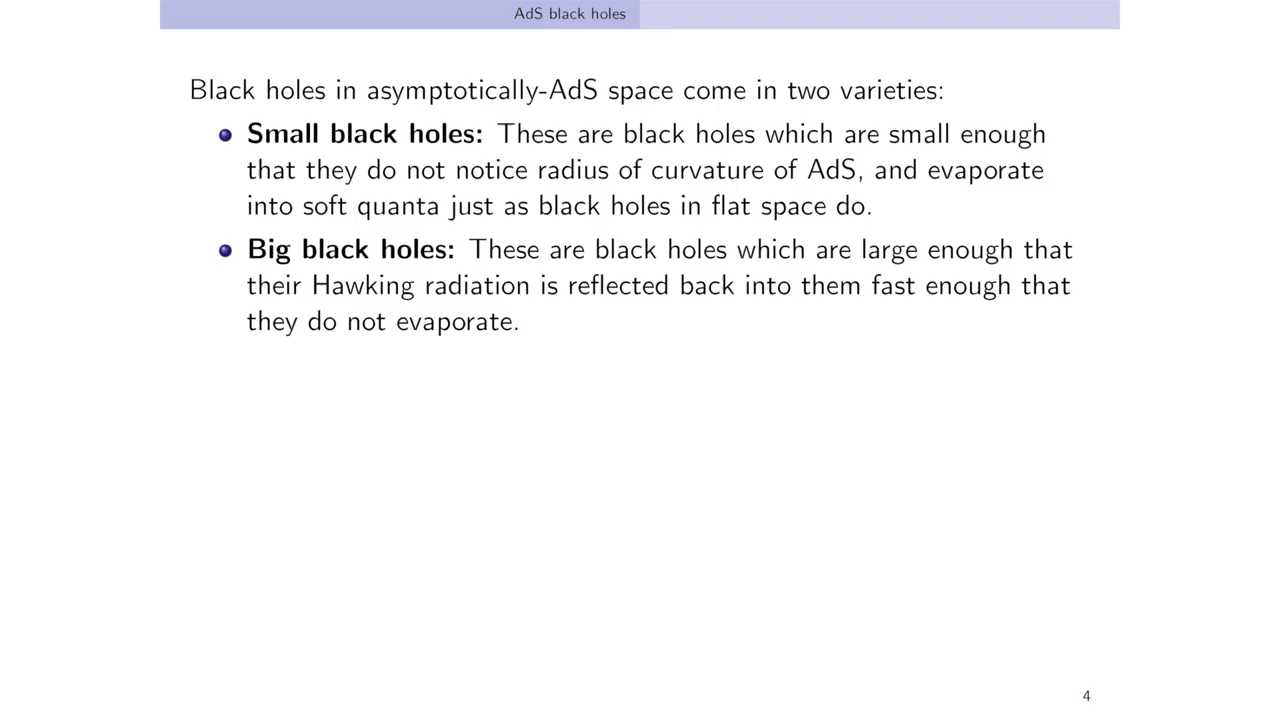 AdS black holes
Black holes in asymptotically-AdS space come in two varieties:
Small black holes: These are black holes which are small enough
that they do not notice radius of curvature of AdS, and evaporate
into soft quanta just as black holes in flat space do.
Big black holes: These are black holes which are large enough that
their Hawking radiation is reflected back into them fast enough that
they do not evaporate.
4